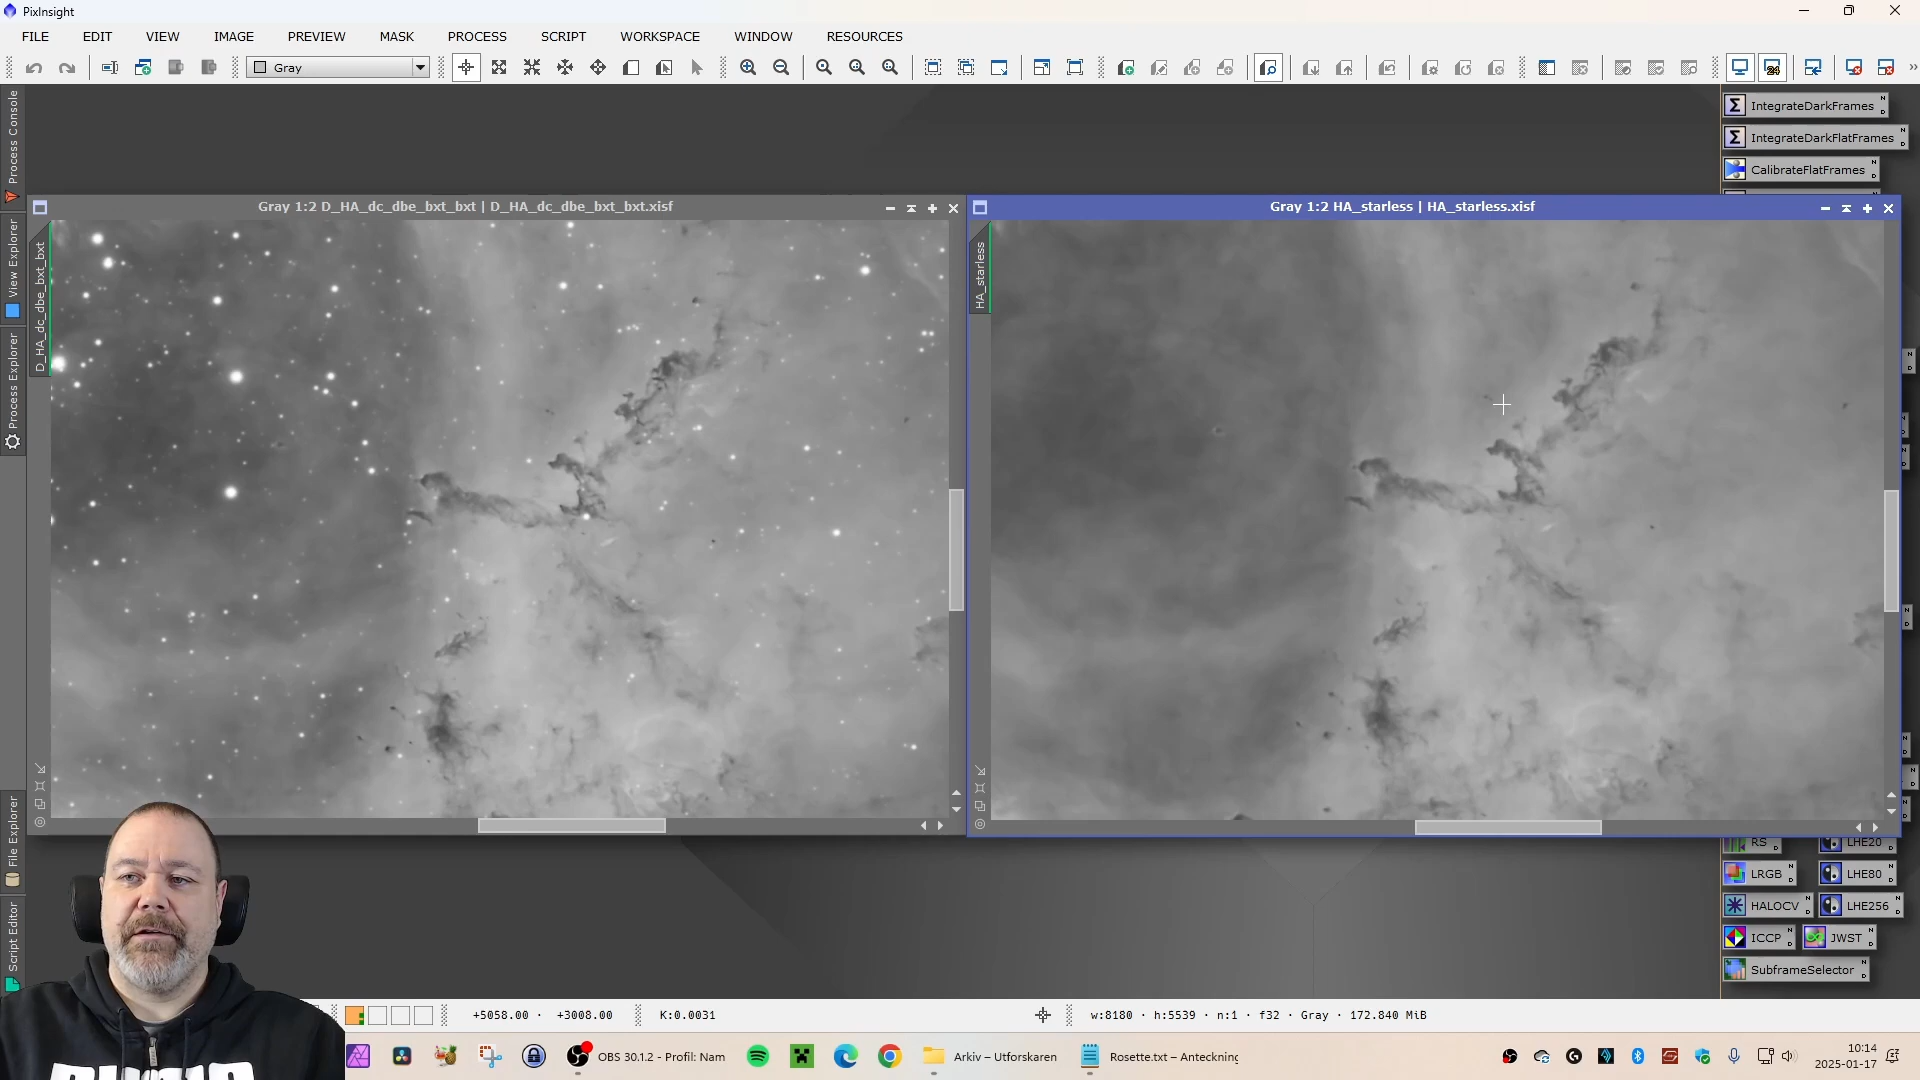 PixInsight
FILE EDIT VIEW IMAGE PREVIEW MASK PROCESS SCRIPT WORKSPACE WINDOW RESOURCES
Gray
24
Process Console
View Explorer
Process Explorer
File Explorer
Script Editor
Gray 1:2 D_HA_dc_dbe_bxt_bxt | D_HA_dc_dbe_bxt_bxt.xisf
D_HA_dc_dbe_bxt_bxt
Gray 1:2 HA_starless | HA_starless.xisf
HA_starless
IntegrateDarkFrames
IntegrateDarkFlatFrames
CalibrateFlatFrames
RS LHE20
LRGB LHE80
HALOCV LHE256
ICCP JWST
SubframeSelector
+5058.00 · +3008.00 K:0.0031 w:8180 · h:5539 · n:1 · f32 · Gray · 172.840 MiB
OBS 30.1.2 - Profil: Nam Arkiv – Utforskaren Rosette.txt – Anteckning
10:14
2025-01-17